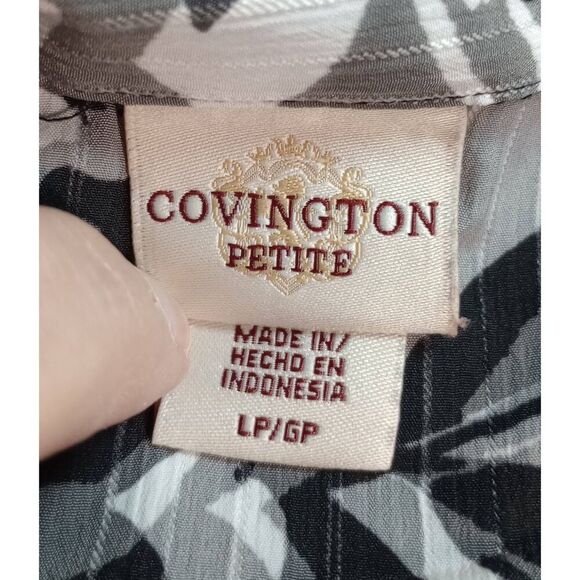 COVINGTON
PETITE
MADE IN/
HECHO EN
INDONESIA
LP/GP